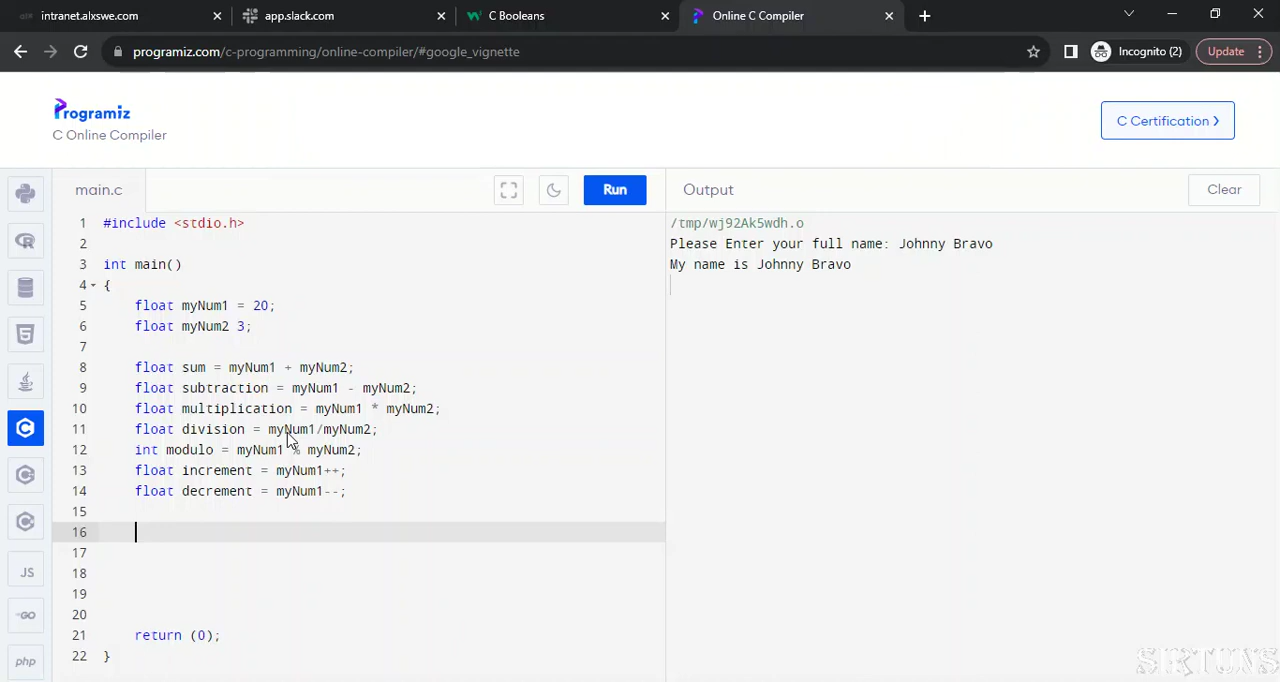 intranet.alxswe.com
app.slack.com
C Booleans
Online C Compiler
programiz.com/c-programming/online-compiler/#google_vignette
Incognito (2)
Update
Programiz
C Online Compiler
C Certification
main.c
Run
Output
Clear
1 #include <stdio.h>
2
3 int main()
4 {
5 float myNum1 = 20;
6 float myNum2 3;
7
8 float sum = myNum1 + myNum2;
9 float subtraction = myNum1 - myNum2;
10 float multiplication = myNum1 * myNum2;
11 float division = myNum1/myNum2;
12 int modulo = myNum1 % myNum2;
13 float increment = myNum1++;
14 float decrement = myNum1--;
15
16
17
18
19
20
21 return (0);
22 }
/tmp/wj92Ak5wdh.o
Please Enter your full name: Johnny Bravo
My name is Johnny Bravo
JS
GO
php
SIRTUNS